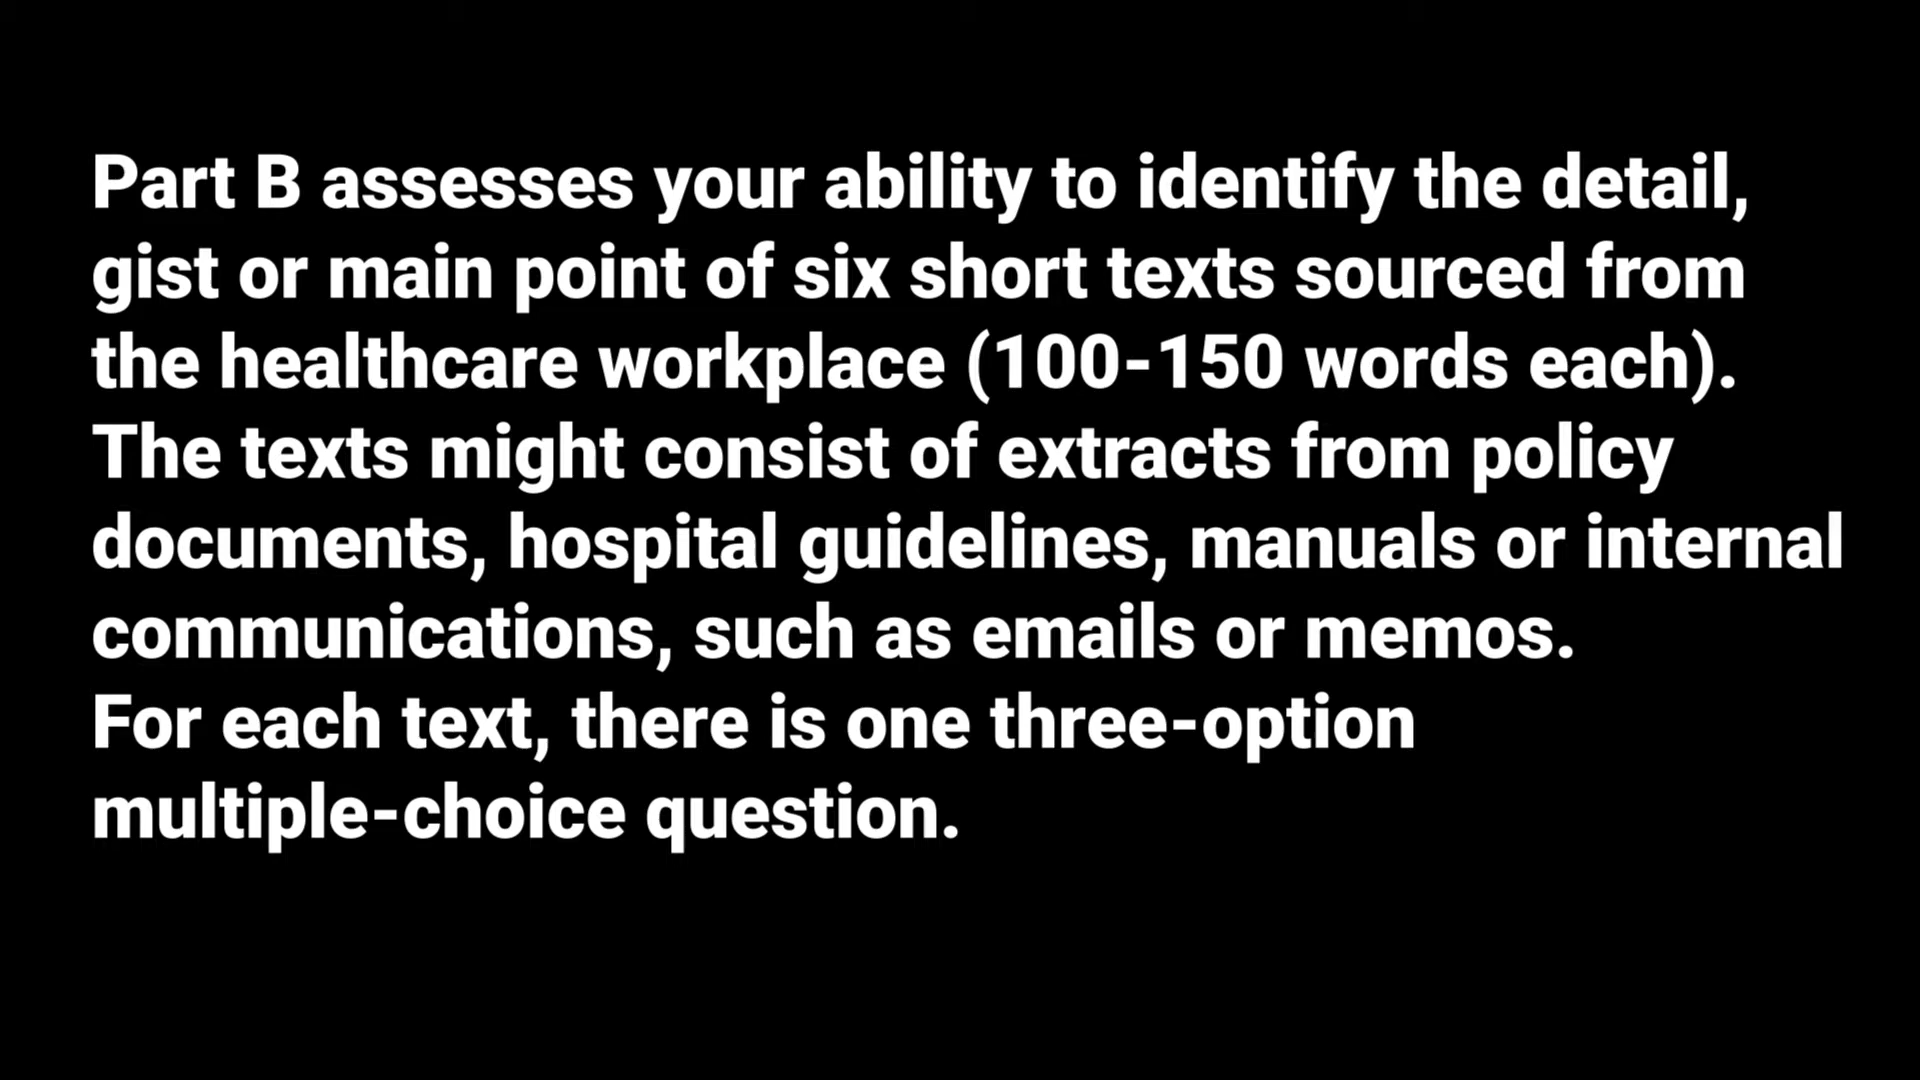 Part B assesses your ability to identify the detail,
gist or main point of six short texts sourced from
the healthcare workplace (100-150 words each).
The texts might consist of extracts from policy
documents, hospital guidelines, manuals or internal
communications, such as emails or memos.
For each text, there is one three-option
multiple-choice question.